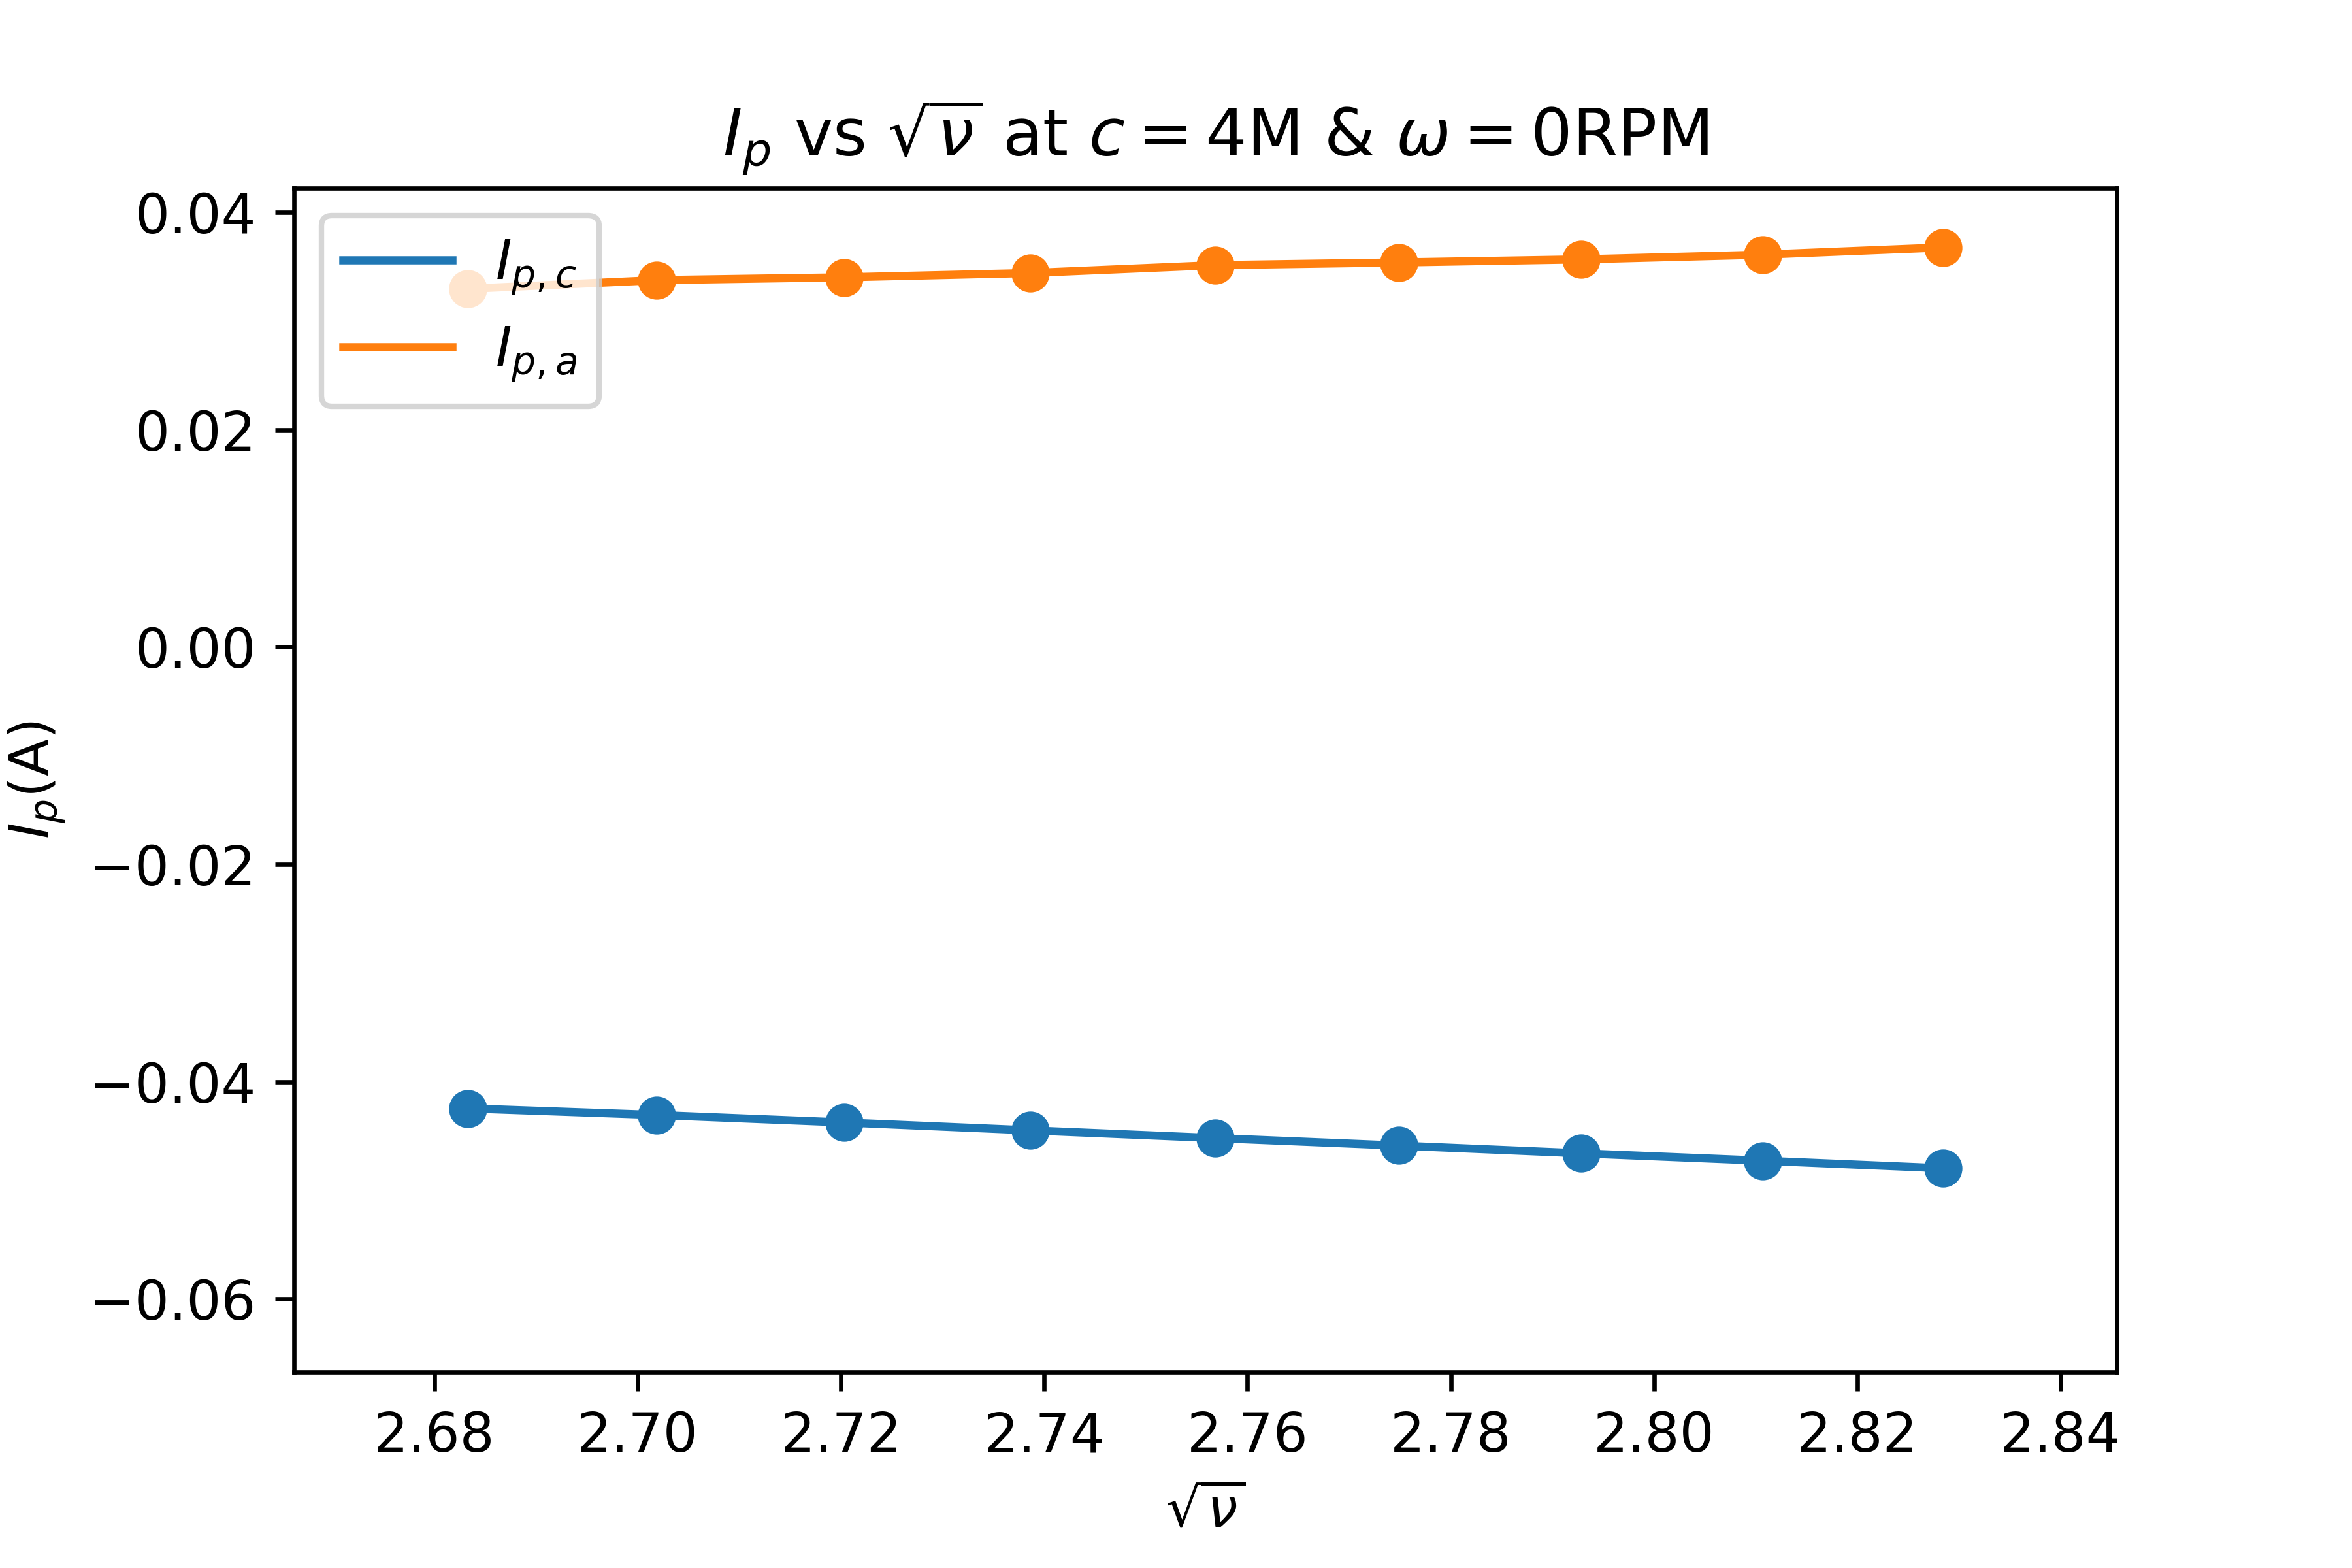 I_p vs √ν at c = 4M & ω = 0RPM
I_p,c
I_p,a
0.04
0.02
0.00
−0.02
−0.04
−0.06
I_p(A)
2.68 2.70 2.72 2.74 2.76 2.78 2.80 2.82 2.84
√ν